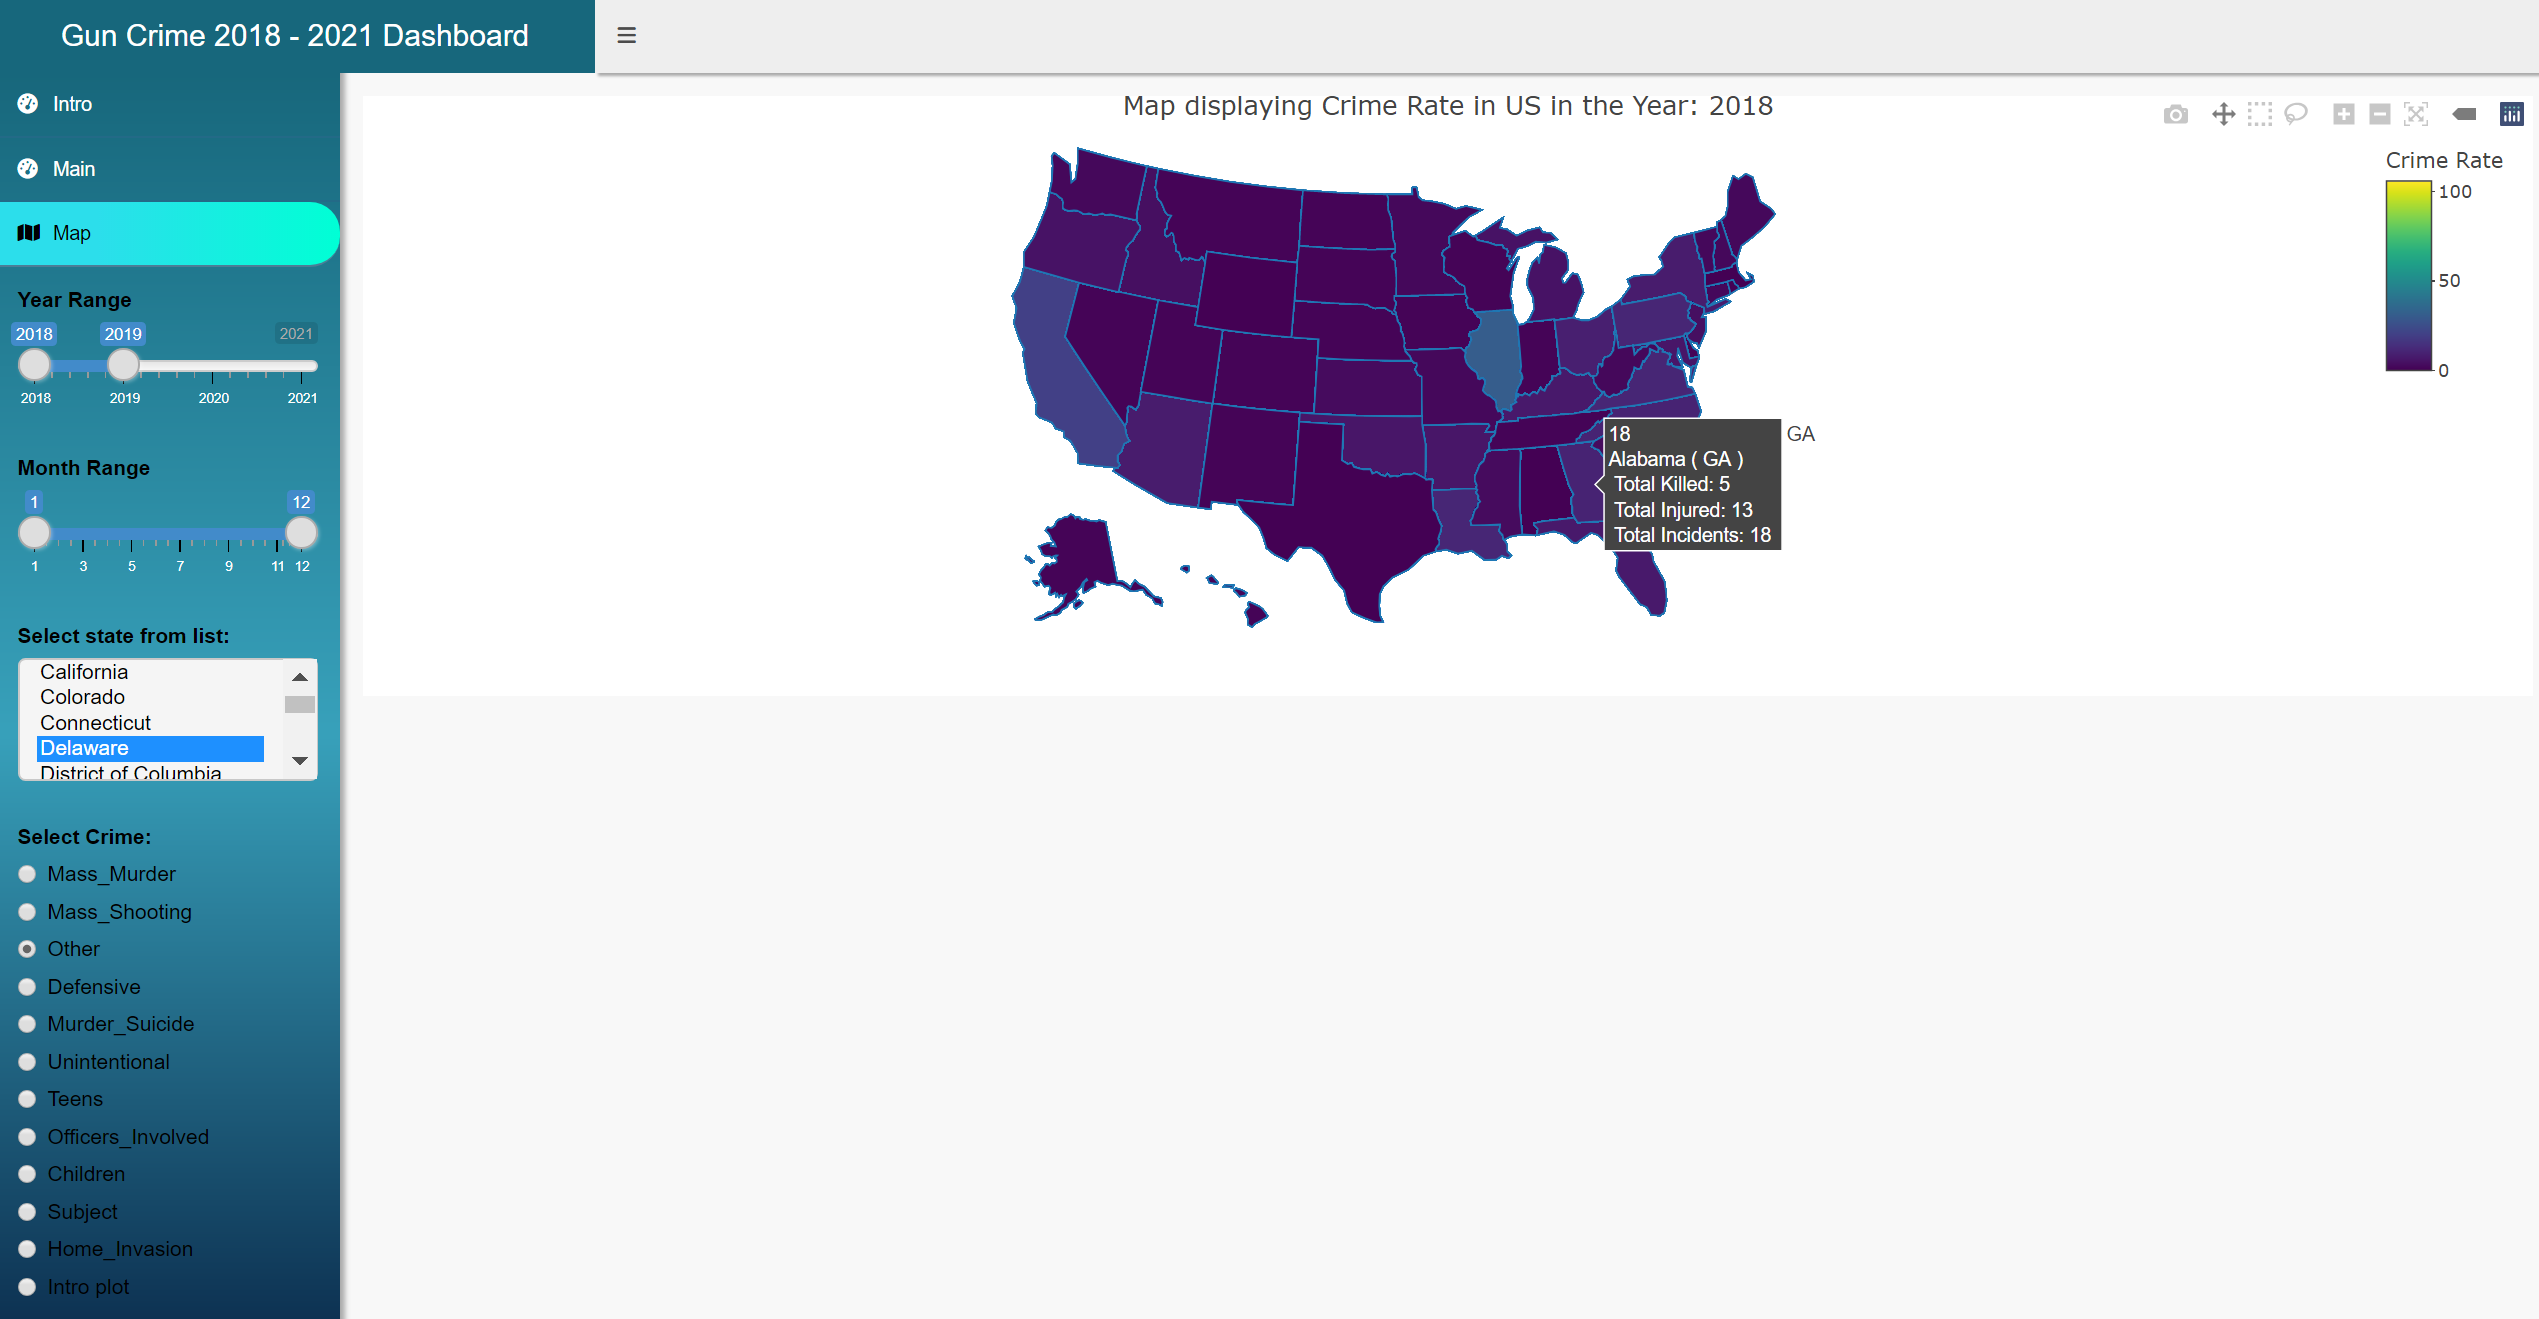 Gun Crime 2018 - 2021 Dashboard
Intro
Main
Map
Year Range
2018 2019 2021
2018 2019 2020 2021
Month Range
1 12
1 3 5 7 9 11 12
Select state from list:
California
Colorado
Connecticut
Delaware
District of Columbia
Select Crime:
Mass_Murder
Mass_Shooting
Other
Defensive
Murder_Suicide
Unintentional
Teens
Officers_Involved
Children
Subject
Home_Invasion
Intro plot
Map displaying Crime Rate in US in the Year: 2018
Crime Rate
100
50
0
18
Alabama ( GA )
Total Killed: 5
Total Injured: 13
Total Incidents: 18
GA